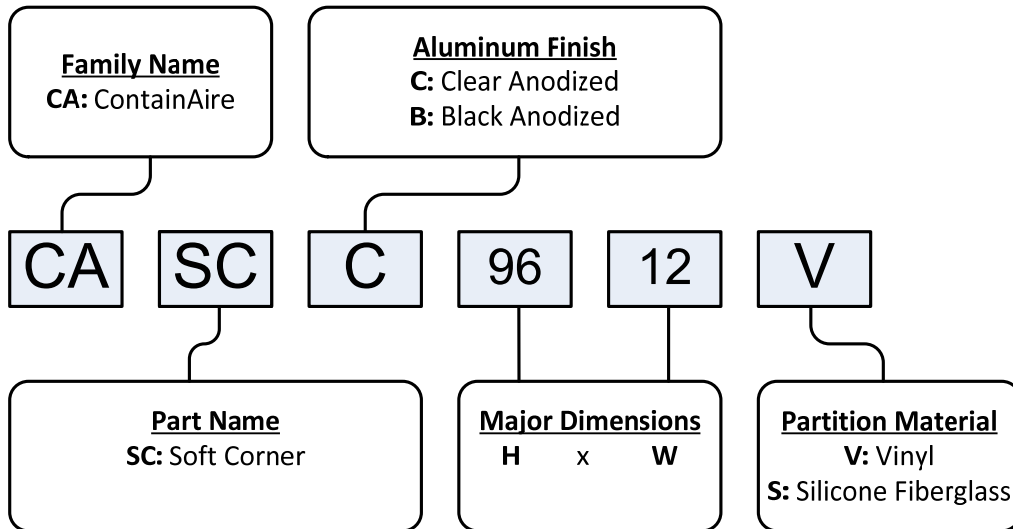 Family Name
CA: ContainAire
Aluminum Finish
C: Clear Anodized
B: Black Anodized
CA SC C 96 12 V
Part Name
SC: Soft Corner
Major Dimensions
H x W
Partition Material
V: Vinyl
S: Silicone Fiberglass